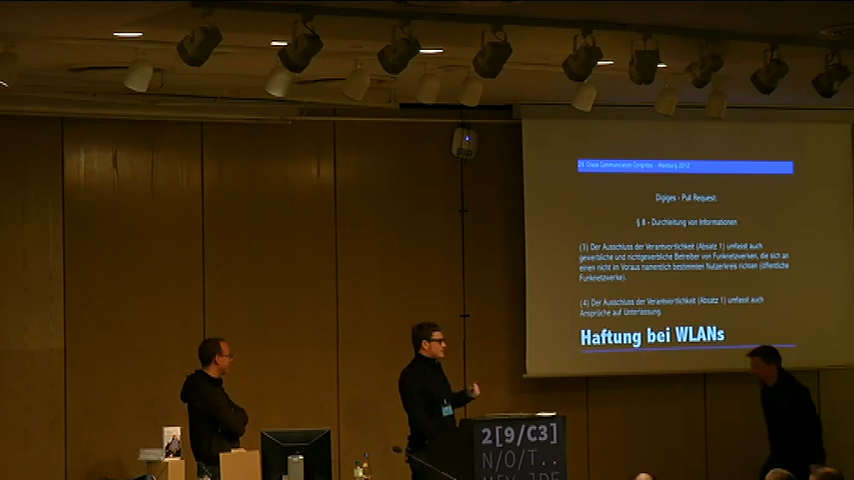 29. Chaos Communication Congress - Hamburg 2012
Digiges - Pull Request
§ 8 - Durchleitung von Informationen
(3) Der Ausschluss der Verantwortlichkeit (Absatz 1) umfasst auch
gewerbliche und nichtgewerbliche Betreiber von Funknetzwerken, die sich an
einen nicht im Voraus namentlich bestimmten Nutzerkreis richten (öffentliche
Funknetzwerke).
(4) Der Ausschluss der Verantwortlichkeit (Absatz 1) umfasst auch
Ansprüche auf Unterlassung.
Haftung bei WLANs
2[9/C3]
N/O/T..